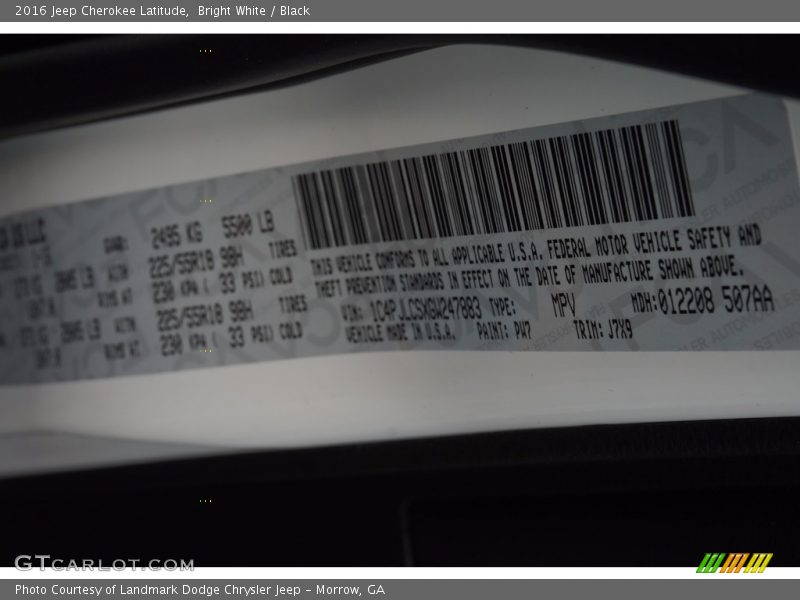 2016 Jeep Cherokee Latitude, Bright White / Black
2495 KG 5500 LB
225/55R18 98H TIRES
230 KPA ( 33 PSI) COLD
225/55R18 98H TIRES
230 KPA ( 33 PSI) COLD
THIS VEHICLE CONFORMS TO ALL APPLICABLE U.S.A. FEDERAL MOTOR VEHICLE SAFETY AND
THEFT PREVENTION STANDARDS IN EFFECT ON THE DATE OF MANUFACTURE SHOWN ABOVE.
VIN: TYPE: MPV MDH: 012208 507AA
VEHICLE MADE IN U.S.A. PAINT: PW7 TRIM: J7X9
GTCARLOT.COM
Photo Courtesy of Landmark Dodge Chrysler Jeep – Morrow, GA